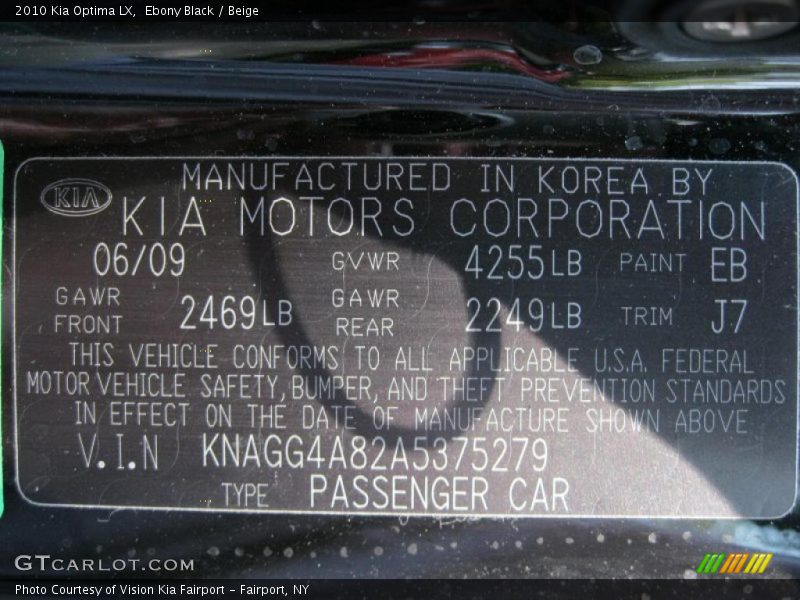 2010 Kia Optima LX, Ebony Black / Beige
MANUFACTURED IN KOREA BY
KIA KIA MOTORS CORPORATION
06/09 GVWR 4255LB PAINT EB
GAWR FRONT 2469LB GAWR REAR 2249LB TRIM J7
THIS VEHICLE CONFORMS TO ALL APPLICABLE U.S.A. FEDERAL
MOTOR VEHICLE SAFETY, BUMPER, AND THEFT PREVENTION STANDARDS
IN EFFECT ON THE DATE OF MANUFACTURE SHOWN ABOVE
V.I.N KNAGG4A82A5375279
TYPE PASSENGER CAR
GTCARLOT.COM
Photo Courtesy of Vision Kia Fairport - Fairport, NY